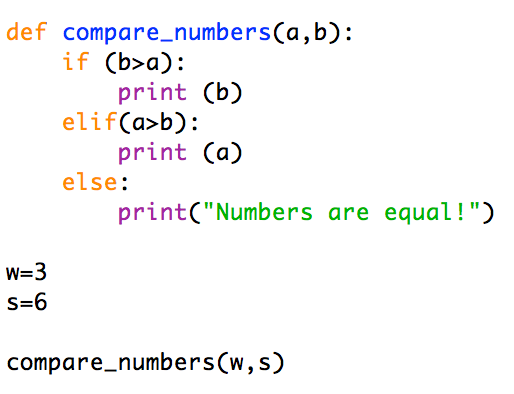 def compare_numbers(a,b):
    if (b>a):
        print (b)
    elif(a>b):
        print (a)
    else:
        print("Numbers are equal!")

w=3
s=6

compare_numbers(w,s)